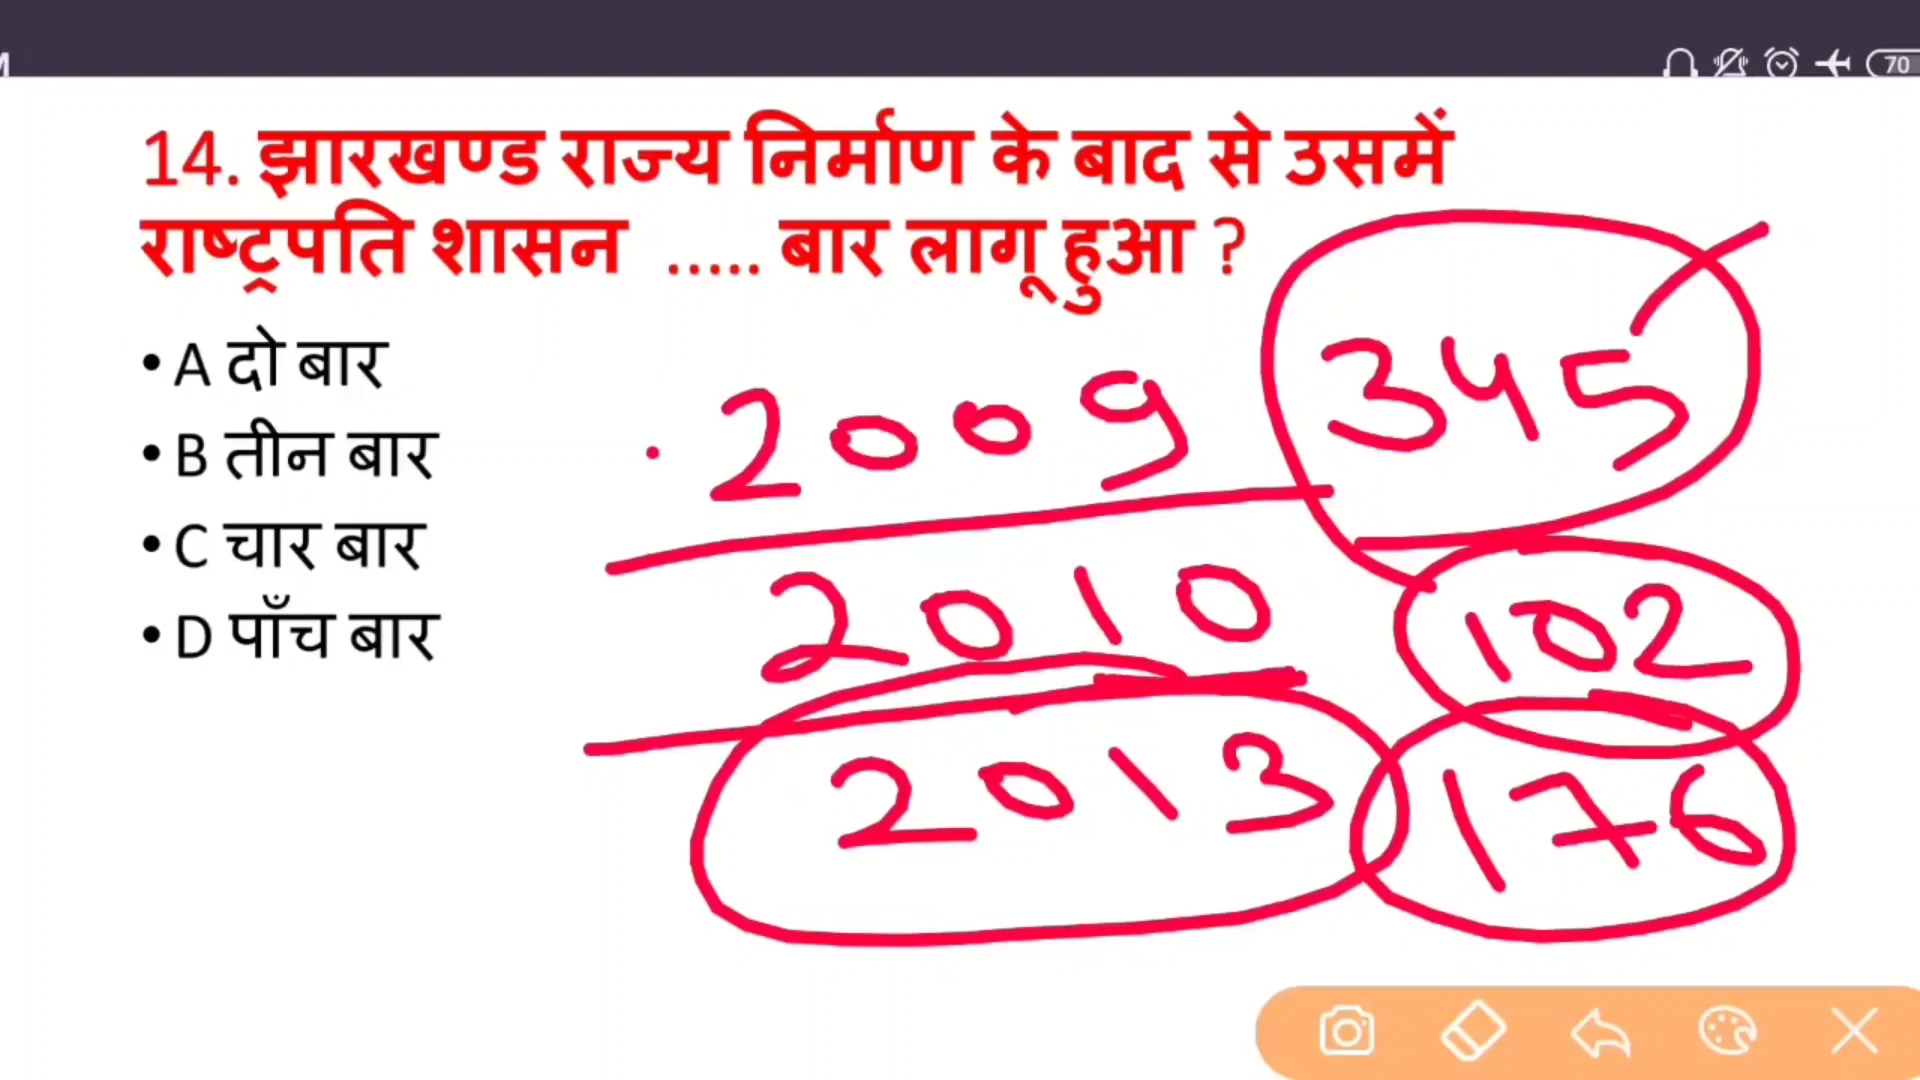 70
14. झारखण्ड राज्य निर्माण के बाद से उसमें
राष्ट्रपति शासन ..... बार लागू हुआ ?
• A दो बार
• B तीन बार
• C चार बार
• D पाँच बार
2009 345
2010 102
2013 176